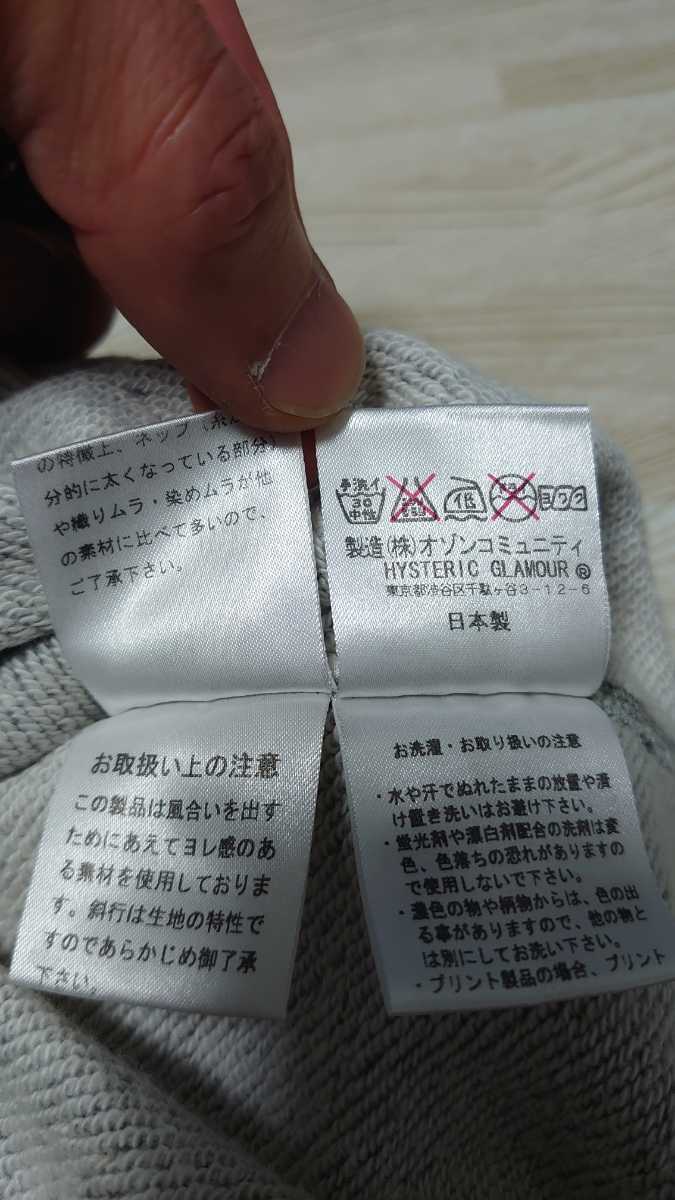 の特徴上、ネップ（糸
分的に太くなっている部分）
や織りムラ・染めムラが他
の素材に比べて多いので、
ご了承下さい。
手洗イ
30
中性
低
ヨワク
製造（株）オゾンコミュニティ
HYSTERIC GLAMOUR ®
東京都渋谷区千駄ヶ谷3-12-6
日本製
お取扱い上の注意
この製品は風合いを出す
ためにあえてヨレ感のあ
る素材を使用しておりま
す。斜行は生地の特性で
すのであらかじめ御了承
下さい。
お洗濯・お取り扱いの注意
・水や汗でぬれたままの放置や漬
け置き洗いはお避け下さい。
・蛍光剤や漂白剤配合の洗剤は変
色、色落ちの恐れがありますの
で使用しないで下さい。
・濃色の物や柄物からは、色の出
る事がありますので、他の物と
は別にしてお洗い下さい。
・プリント製品の場合、プリント